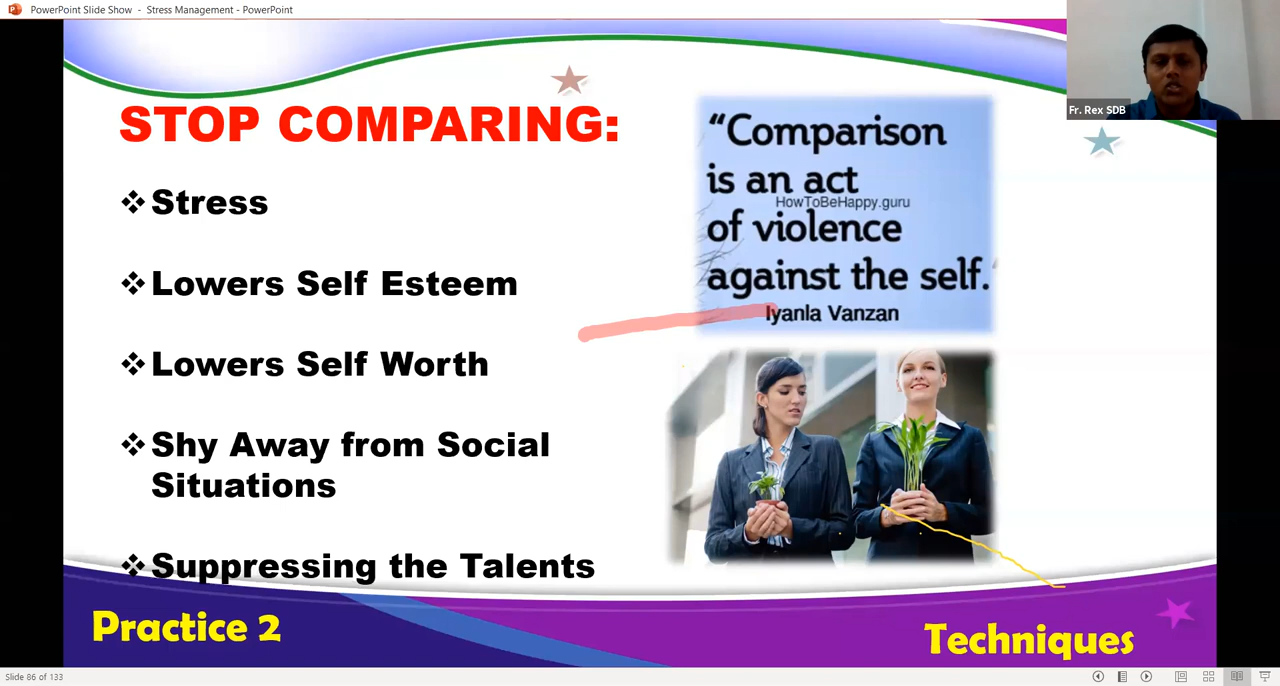 PowerPoint Slide Show - Stress Management - PowerPoint
Fr. Rex SDB
STOP COMPARING:
Stress
Lowers Self Esteem
Lowers Self Worth
Shy Away from Social
Situations
Suppressing the Talents
“Comparison
is an act
HowToBeHappy.guru
of violence
against the self.
Iyanla Vanzan
Practice 2
Techniques
Slide 86 of 133